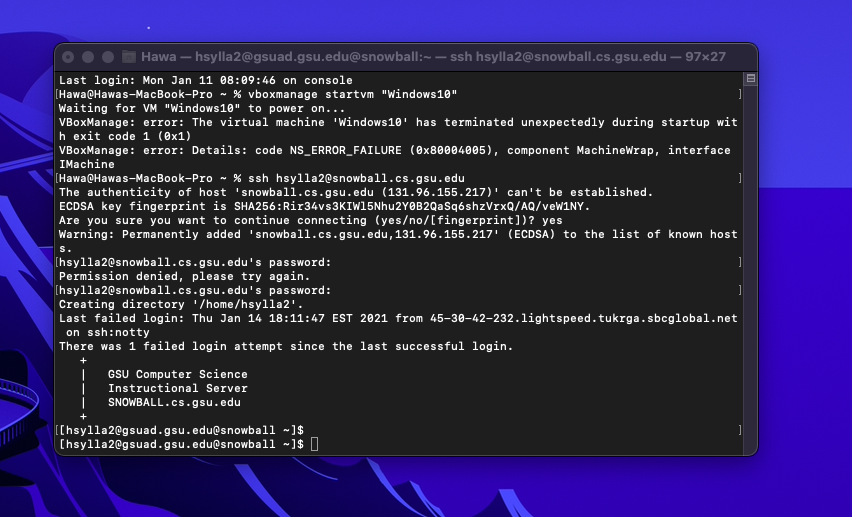 Hawa — hsylla2@gsuad.gsu.edu@snowball:~ — ssh hsylla2@snowball.cs.gsu.edu — 97×27
Last login: Mon Jan 11 08:09:46 on console
[Hawa@Hawas-MacBook-Pro ~ % vboxmanage startvm "Windows10" ]
Waiting for VM "Windows10" to power on...
VBoxManage: error: The virtual machine 'Windows10' has terminated unexpectedly during startup wit
h exit code 1 (0x1)
VBoxManage: error: Details: code NS_ERROR_FAILURE (0x80004005), component MachineWrap, interface
IMachine
[Hawa@Hawas-MacBook-Pro ~ % ssh hsylla2@snowball.cs.gsu.edu ]
The authenticity of host 'snowball.cs.gsu.edu (131.96.155.217)' can't be established.
ECDSA key fingerprint is SHA256:Rir34vs3KIWl5Nhu2Y0B2QaSq6shzVrxQ/AQ/veW1NY.
Are you sure you want to continue connecting (yes/no/[fingerprint])? yes
Warning: Permanently added 'snowball.cs.gsu.edu,131.96.155.217' (ECDSA) to the list of known host
s.
[hsylla2@snowball.cs.gsu.edu's password: ]
Permission denied, please try again.
[hsylla2@snowball.cs.gsu.edu's password: ]
Creating directory '/home/hsylla2'.
Last failed login: Thu Jan 14 18:11:47 EST 2021 from 45-30-42-232.lightspeed.tukrga.sbcglobal.net
on ssh:notty
There was 1 failed login attempt since the last successful login.
+
| GSU Computer Science
| Instructional Server
| SNOWBALL.cs.gsu.edu
+
[[hsylla2@gsuad.gsu.edu@snowball ~]$ ]
[hsylla2@gsuad.gsu.edu@snowball ~]$